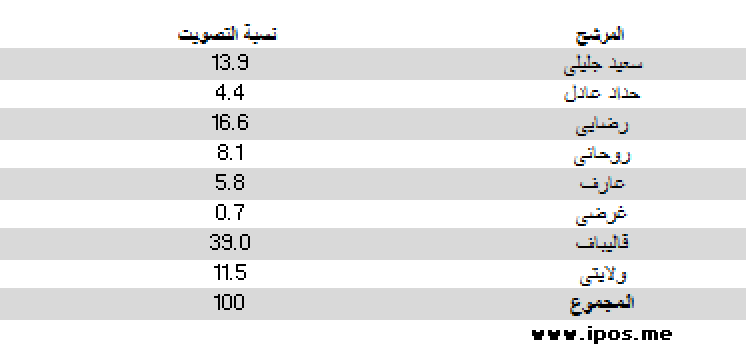 المرشح نسبة التصويت
سعيد جليلي 13.9
حداد عادل 4.4
رضايي 16.6
روحاني 8.1
عارف 5.8
غرضي 0.7
قاليباف 39.0
ولايتي 11.5
المجموع 100
www.ipos.me